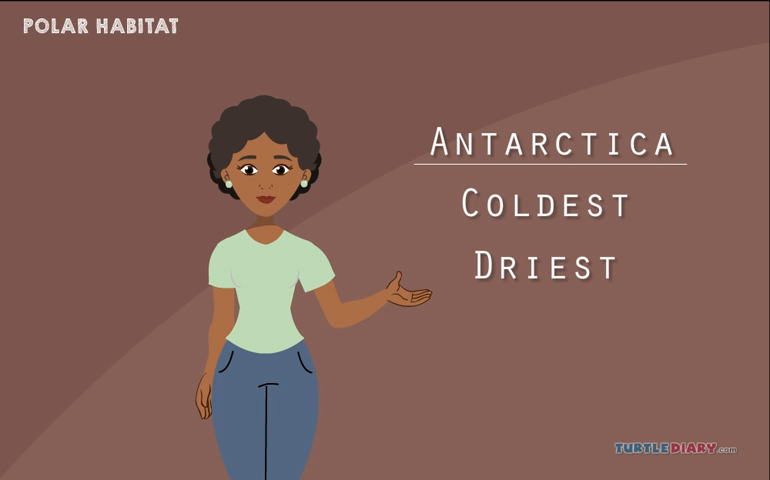 POLAR HABITAT
ANTARCTICA
COLDEST
DRIEST
TURTLEDIARY.com